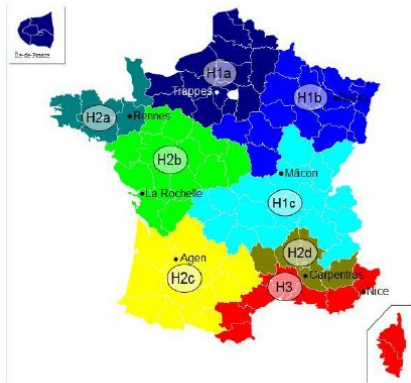 Île-de-France
H1a
Trappes
H1b
H2a
Rennes
H2b
Mâcon
La Rochelle
H1c
H2d
Agen
Carpentras
H2c
H3
Nice